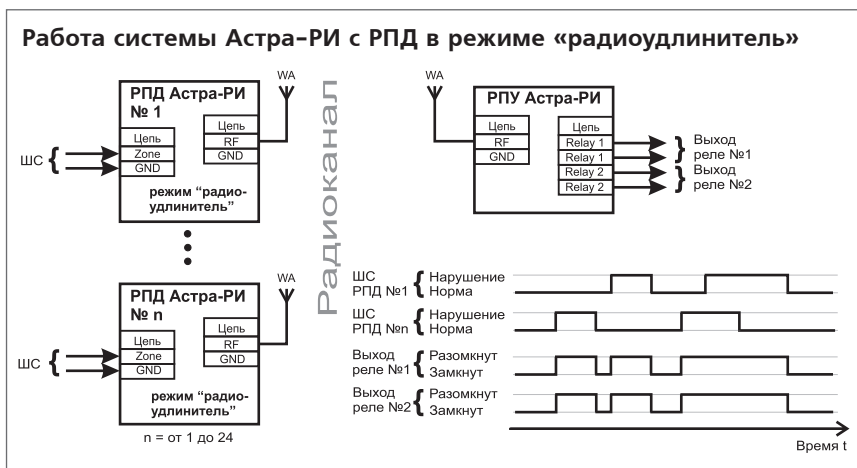 Работа системы Астра-РИ с РПД в режиме «радиоудлинитель»
РПД Астра-РИ
№ 1
Цепь
Zone
GND
Цепь
RF
GND
ШС
режим “радио-
удлинитель”
WA
РПД Астра-РИ
№ n
Цепь
Zone
GND
Цепь
RF
GND
ШС
режим “радио-
удлинитель”
WA
n = от 1 до 24
Радиоканал
WA
РПУ Астра-РИ
Цепь
RF
GND
Цепь
Relay 1
Relay 1
Relay 2
Relay 2
Выход
реле №1
Выход
реле №2
ШС
РПД №1
Нарушение
Норма
ШС
РПД №n
Нарушение
Норма
Выход
реле №1
Разомкнут
Замкнут
Выход
реле №2
Разомкнут
Замкнут
Время t